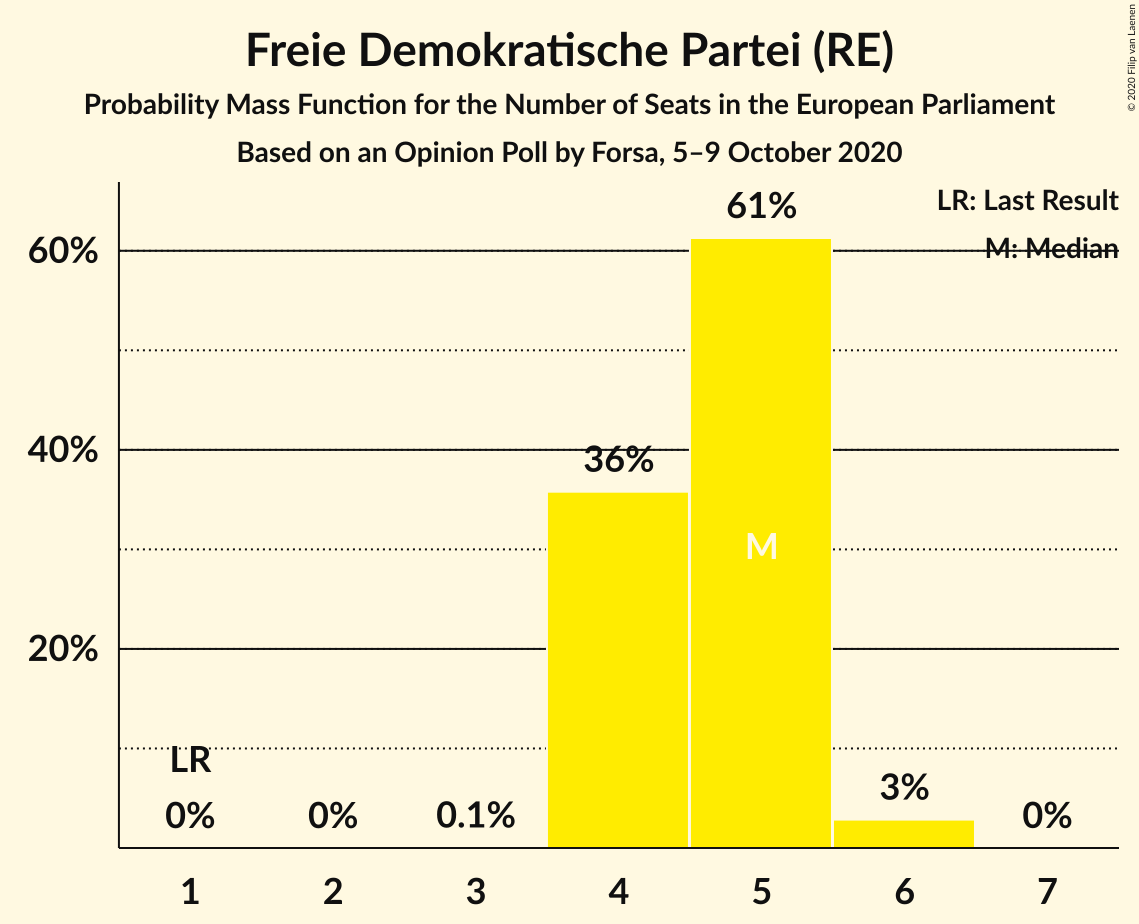 Freie Demokratische Partei (RE)
Probability Mass Function for the Number of Seats in the European Parliament
Based on an Opinion Poll by Forsa, 5–9 October 2020
© 2020 Filip van Laenen
LR: Last Result
M: Median
61%
60%
40%
36%
M
20%
LR
0%
0%
0.1%
3%
0%
1
2
3
4
5
6
7